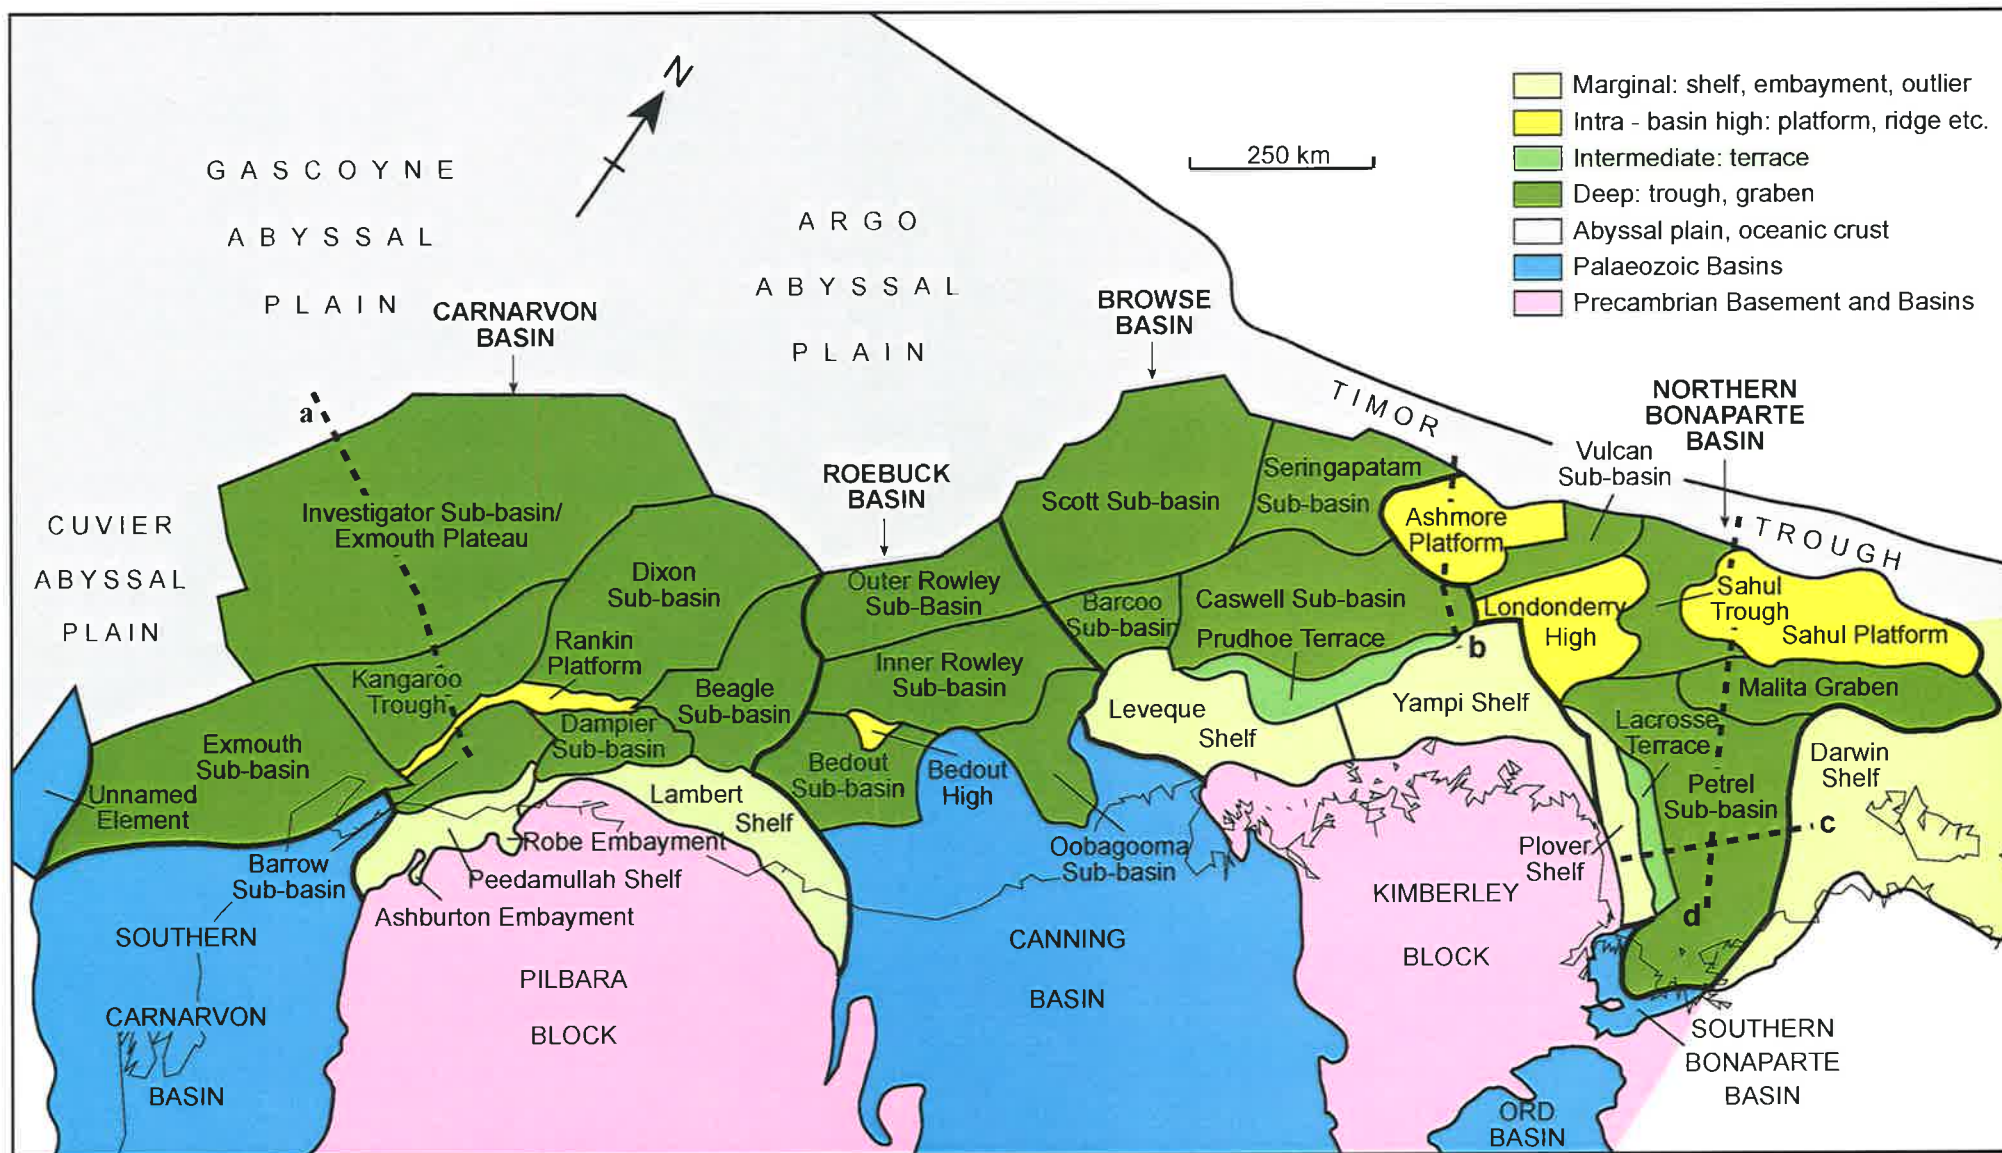 N
250 km
Marginal: shelf, embayment, outlier
Intra - basin high: platform, ridge etc.
Intermediate: terrace
Deep: trough, graben
Abyssal plain, oceanic crust
Palaeozoic Basins
Precambrian Basement and Basins
GASCOYNE
ABYSSAL
PLAIN
ARGO
ABYSSAL
PLAIN
CUVIER
ABYSSAL
PLAIN
CARNARVON
BASIN
ROEBUCK
BASIN
BROWSE
BASIN
NORTHERN
BONAPARTE
BASIN
TIMOR
TROUGH
a
Investigator Sub-basin/
Exmouth Plateau
Dixon
Sub-basin
Rankin
Platform
Kangaroo
Trough
Exmouth
Sub-basin
Dampier
Sub-basin
Beagle
Sub-basin
Unnamed
Element
Barrow
Sub-basin
Lambert
Shelf
Robe Embayment
Peedamullah Shelf
Ashburton Embayment
Outer Rowley
Sub-Basin
Inner Rowley
Sub-basin
Bedout
Sub-basin
Bedout
High
Oobagooma
Sub-basin
Scott Sub-basin
Seringapatam
Sub-basin
Barcoo
Sub-basin
Caswell Sub-basin
Prudhoe Terrace
Leveque
Shelf
Yampi Shelf
b
Ashmore
Platform
Vulcan
Sub-basin
Londonderry
High
Sahul
Trough
Sahul Platform
Malita Graben
Lacrosse
Terrace
Petrel
Sub-basin
Darwin
Shelf
Plover
Shelf
c
d
SOUTHERN
CARNARVON
BASIN
PILBARA
BLOCK
CANNING
BASIN
KIMBERLEY
BLOCK
SOUTHERN
BONAPARTE
BASIN
ORD
BASIN